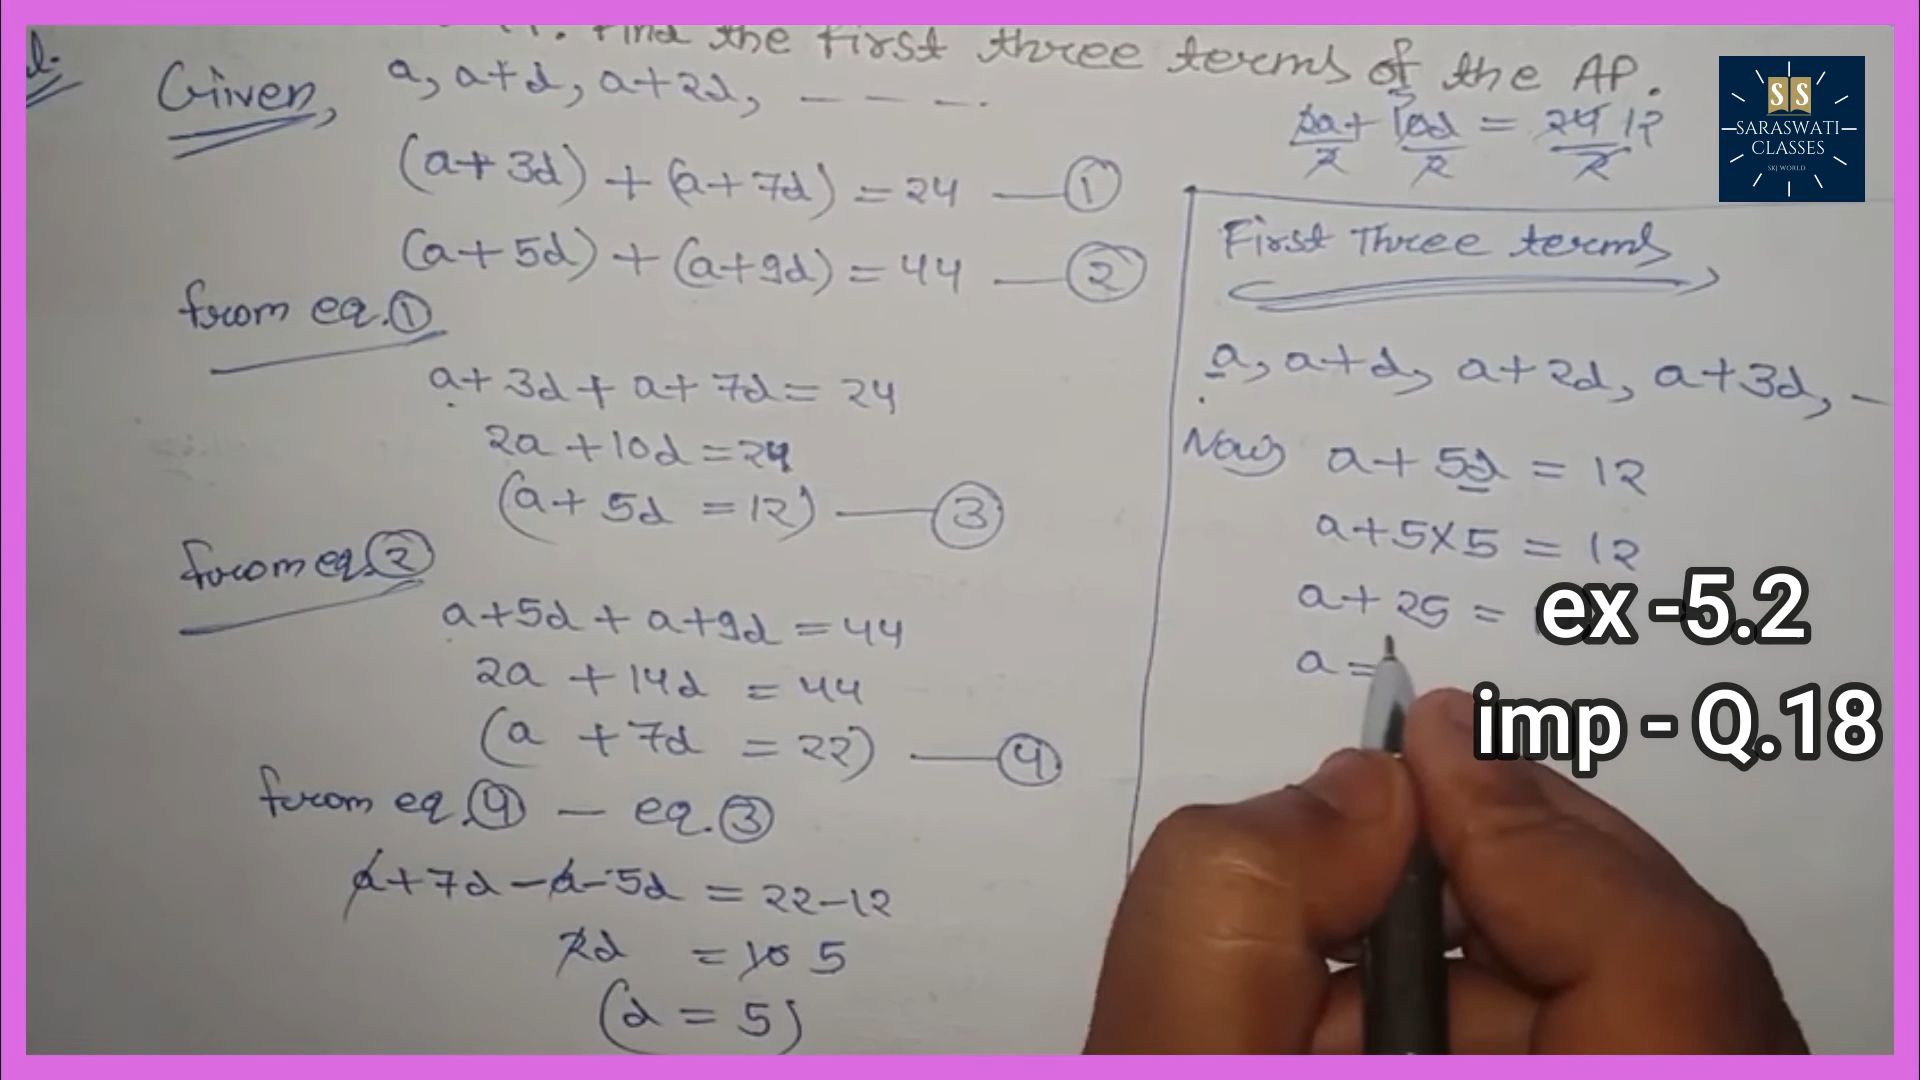 Find the first three terms of the AP.
Given, a, a+d, a+2d, – – – –
(a+3d) + (a+7d) = 24 — ①
(a+5d) + (a+9d) = 44 — ②
from eq.①
a+3d+a+7d=24
2a+10d=24
(a+5d=12) — ③
from eq.②
a+5d+a+9d=44
2a+14d=44
(a+7d=22) — ④
from eq.④ – eq.③
a+7d-a-5d=22-12
2d=10 5
(d=5)
2a/2 + 10d/2 5 = 24/2 12
First Three terms
a, a+d, a+2d, a+3d, –
Now a+5d=12
a+5×5=12
a+25=
a=
ex -5.2
imp - Q.18
S S
SARASWATI
CLASSES
SKJ WORLD